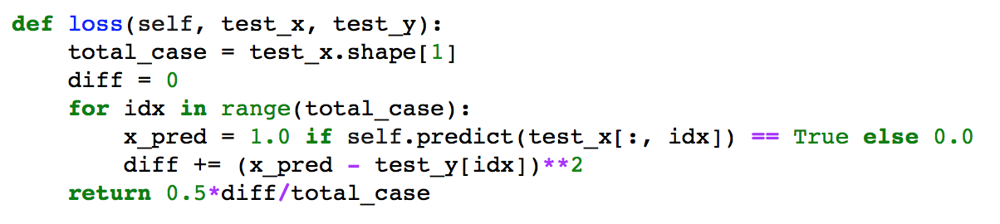 def loss(self, test_x, test_y):
    total_case = test_x.shape[1]
    diff = 0
    for idx in range(total_case):
        x_pred = 1.0 if self.predict(test_x[:, idx]) == True else 0.0
        diff += (x_pred - test_y[idx])**2
    return 0.5*diff/total_case